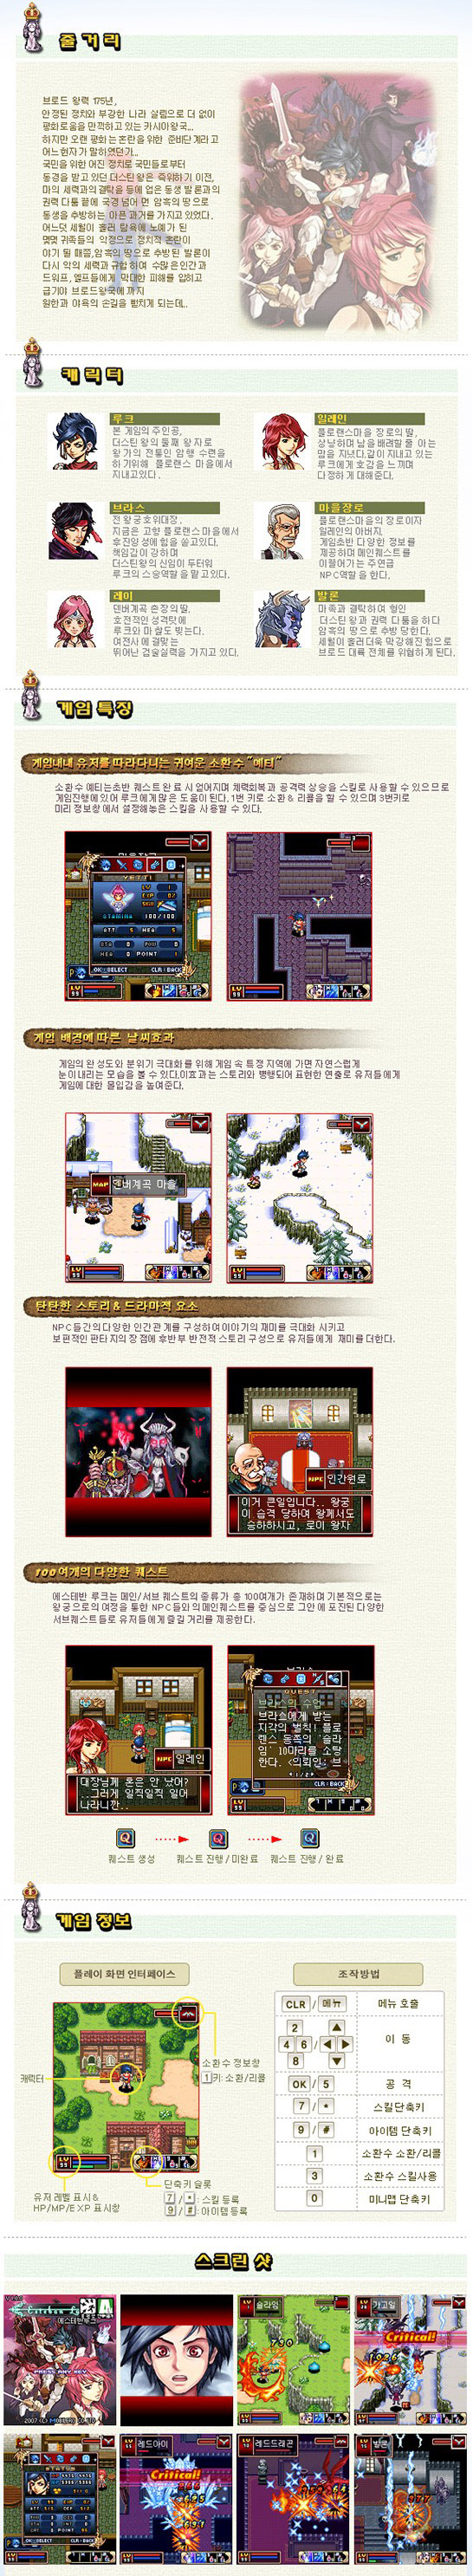 줄거리
브로드 왕력 175년,
안정된 정치와 부강한 나라 살림으로 더 없이
평화로움을 만끽하고 있는 카시아왕국...
하지만 오랜 평화는 혼란을 위한 준비단계라고
어느 현자가 말하였던가...
국민을 위한 어진 정치로 국민들로부터
동경을 받고 있던 더스틴 왕은 즉위하기 이전,
마의 세력과의 결탁을 등에 업은 동생 발론과의
권력 다툼 끝에 국경 넘어 먼 암흑의 땅으로
동생을 추방하는 아픈 과거를 가지고 있었다.
어느덧 세월이 흘러 탐욕에 노예가 된
몇몇 귀족들의 악정으로 정치적 혼란이
야기 될 때쯤,암흑의 땅으로 추방된 발론이
다시 악의 세력과 규합하여 수많은 인간과
드워프, 엘프들에게 막대한 피해를 입히고
급기야 브로드왕국에 까지
원한과 야욕의 손길을 뻗치게 되는데..
캐릭터
루크
본 게임의 주인공,
더스틴 왕의 둘째 왕자로
왕가의 전통인 암행 수련을
하기위해 플로랜스 마을에서
지내고있다.
일레인
플로랜스마을 장로의 딸,
상냥하며 남을 배려할 줄 아는
맘을 지녔다.같이 지내고 있는
루크에게 호감을 느끼며
다정하게 대해준다.
브라스
전 왕궁호위대장.
지금은 고향 플로랜스 마을에서
후진양성에 힘을 쏟고있다.
책임감이 강하며
더스틴왕의 신임이 두터워
루크의 스승역할을 맡고있다.
마을장로
플로랜스마을의 장로이자
일레인의 아버지.
게임초반 다양한 정보를
제공하며 메인퀘스트를
이끌어가는 주연급
NPC역할을 한다.
레이
덴버계곡 촌장의딸,
호전적인 성격탓에
루크와 마찰도 빚는다.
여전사에 걸맞는
뛰어난 검술실력을 가지고 있다.
발론
마족과 결탁하여 형인
더스틴 왕과 권력 다툼을 하다
암흑의 땅으로 추방 당한다.
세월이 흘러더욱 막강해진 힘으로
브로드 대륙 전체를 위협하게 된다.
게임 특징
게임내내 유저를 따라다니는 귀여운 소환수 "예티"
소환수 예티는초반 퀘스트 완료 시 얻어지며 체력회복과 공격력 상승을 스킬로 사용할 수 있으므로
게임진행에 있어 루크에게 많은 도움이 된다. 1번 키로 소환 & 리콜을 할 수 있으며 3번키로
미리 정보창에서 설정해놓은 스킬을 사용할 수 있다.
YETTI
LV 1
EXP 0%
SKILL
STAMINA 100/100
ATT 5 HEA 5
STA 0 POW 0
HEA 0 POINT 1
OK:SELECT CLR:BACK
LV 99
LV 99
게임 배경에 따른 날씨효과
게임의 완성도와 분위기 극대화를 위해 게임 속 특정 지역에 가면 자연스럽게
눈이 내리는 모습을 볼 수 있다.이효과는 스토리와 병행되어 표현한 연출로 유저들에게
게임에 대한 몰입감을 높여준다.
MAP 덴버계곡 마을
LV 99
LV 99
탄탄한 스토리 & 드라마적 요소
NPC들간의 다양한 인간관계를 구성하여 이야기의 재미를 극대화 시키고
보편적인 판타지의 장점에 후반부 반전적 스토리 구성으로 유저들에게 재미를 더한다.
NPC 인간원로
이거 큰일입니다.. 왕궁
이 습격 당하여 왕께서도
승하하시고, 로이 왕자
100여개의 다양한 퀘스트
에스테반 루크는 메인/서브 퀘스트의 종류가 총 100여개가 존재하며 기본적으로는
왕궁으로의 여정을 통한 NPC들와의 메인퀘스트를 중심으로 그안에 포진된 다양한
서브퀘스트들로 유저들에게 즐길 거리를 제공한다.
NPC 일레인
대장님께 혼은 안 났어?
..그러게 일찍일찍 일어
나라니깐..
QUEST
브라스의 수업
브라스에게 받는
지각의 벌칙! 플로
렌스 동쪽의 '슬라
임' 10마리를 소탕
한다. <의뢰인: 브
1/2
CLR:BACK
LV 99
Q Q Q
퀘스트 생성 퀘스트 진행 / 미완료 퀘스트 진행 / 완료
게임 정보
플레이 화면 인터페이스
캐릭터
소환수 정보창
1 키: 소환/리콜
LV 99
유저 레벨 표시 &
HP/MP/EXP 표시창
단축키 슬롯
7 / * : 스킬 등록
9 / # : 아이템 등록
조작방법
CLR / 메뉴 메뉴 호출
2 4 6 8 / ▲ ◀ ▶ ▼ 이 동
OK / 5 공 격
7 / * 스킬단축키
9 / # 아이템 단축키
1 소환수 소환/리콜
3 소환수 스킬사용
0 미니맵 단축키
스크린 샷
에스테반루크
PRESS ANY KEY
슬라임
가고일
Critical!
STATUS
OK:SELECT CLR:BACK
레드아이
Critical!
레드드래곤
발론